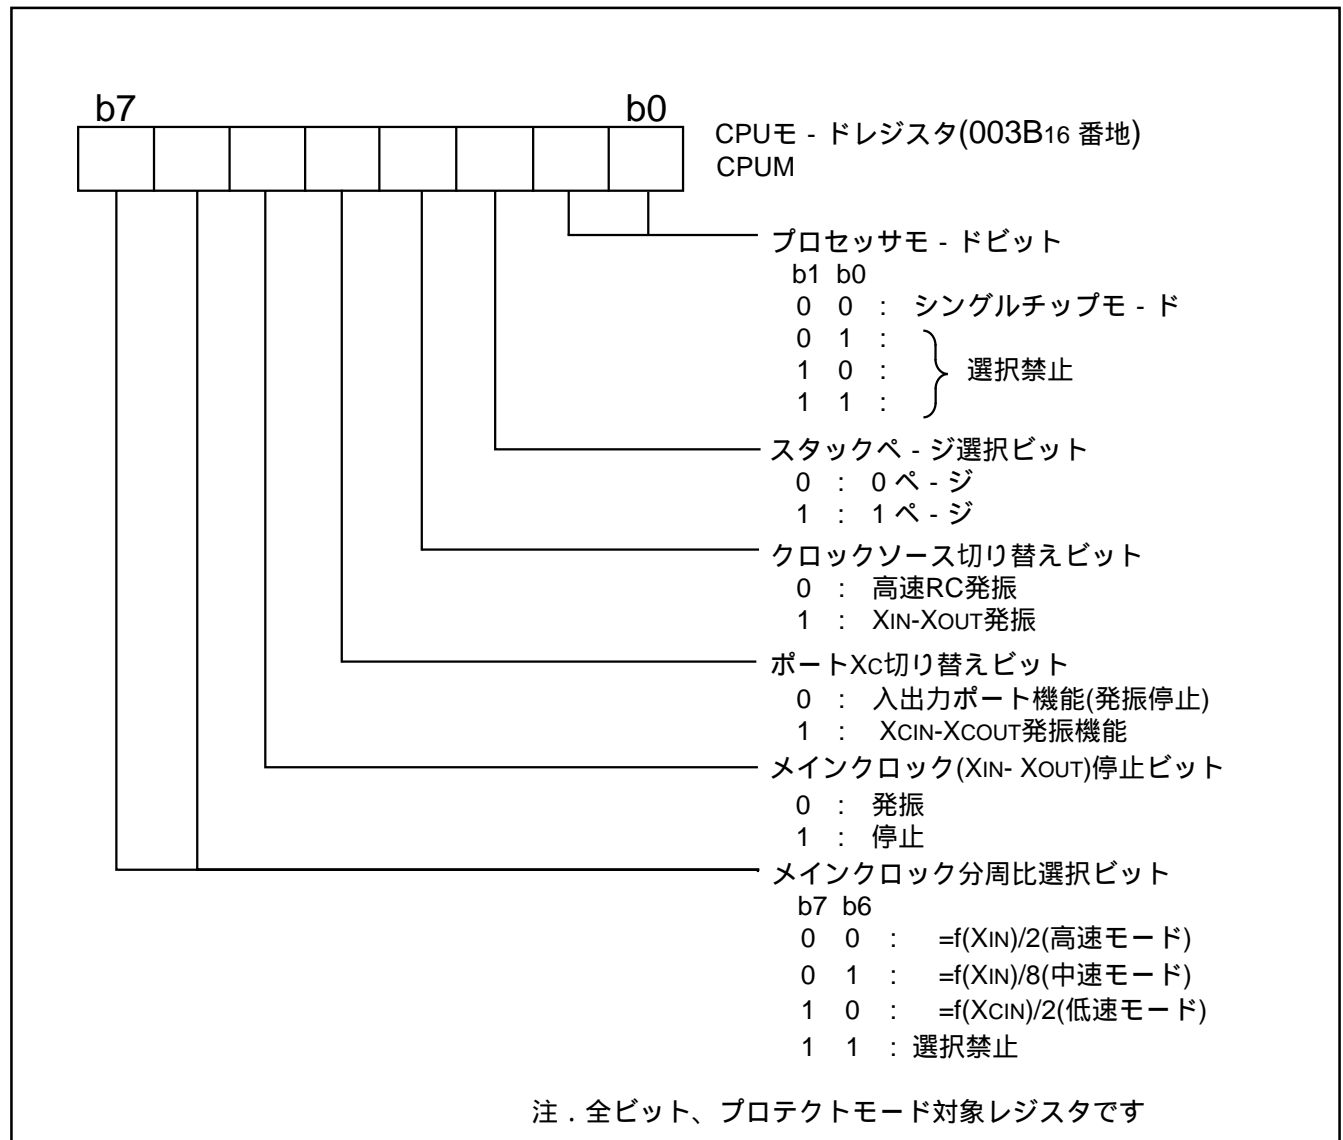 b7 b0
CPUモ-ドレジスタ(003B16 番地)
CPUM
プロセッサモ-ドビット
b1 b0
0 0 : シングルチップモ-ド
0 1 :
1 0 : 選択禁止
1 1 :
スタックペ-ジ選択ビット
0 : 0 ペ-ジ
1 : 1 ペ-ジ
クロックソース切り替えビット
0 : 高速RC発振
1 : XIN-XOUT発振
ポートXC切り替えビット
0 : 入出力ポート機能(発振停止)
1 : XCIN-XCOUT発振機能
メインクロック(XIN- XOUT)停止ビット
0 : 発振
1 : 停止
メインクロック分周比選択ビット
b7 b6
0 0 : =f(XIN)/2(高速モード)
0 1 : =f(XIN)/8(中速モード)
1 0 : =f(XCIN)/2(低速モード)
1 1 : 選択禁止
注．全ビット、プロテクトモード対象レジスタです